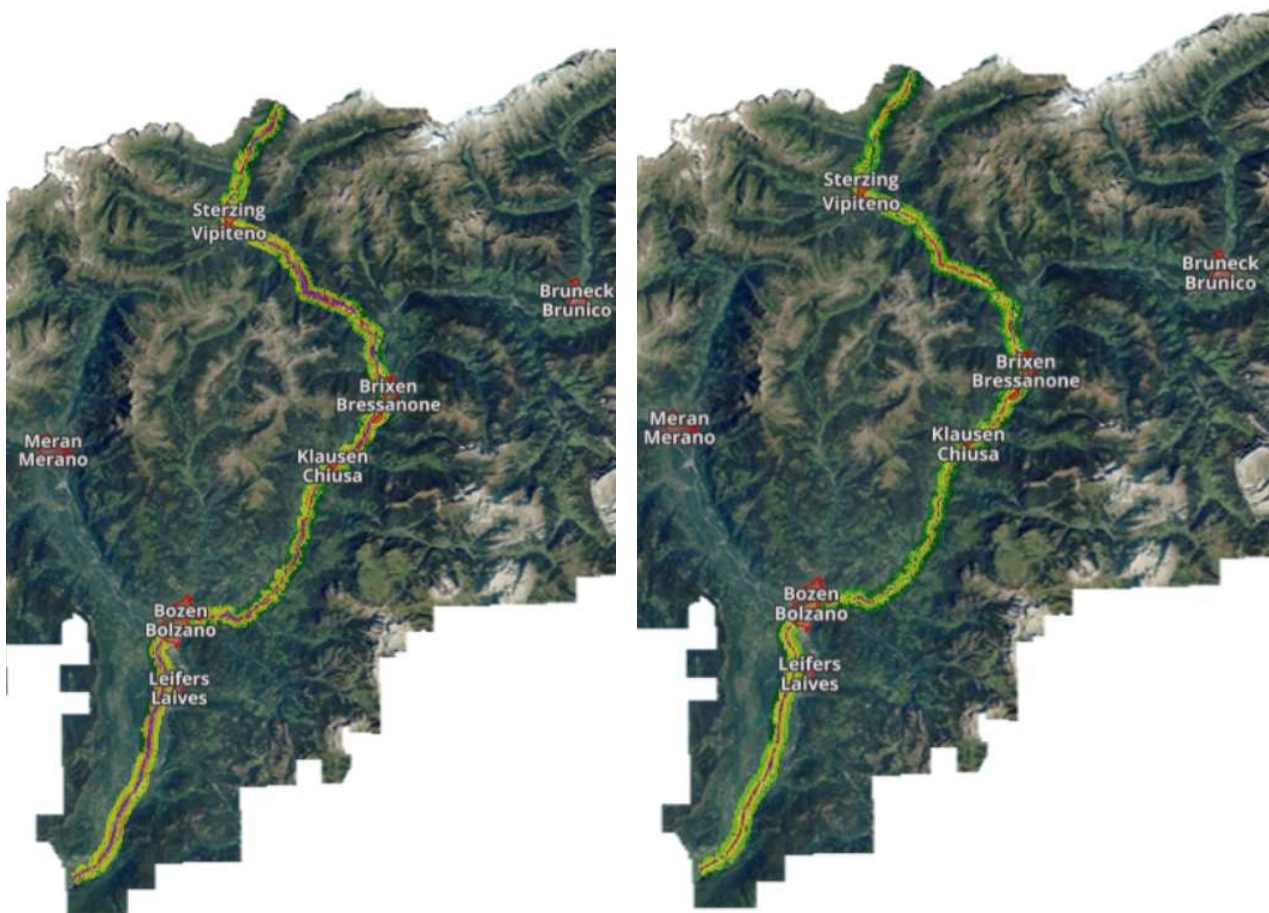 Sterzing
Vipiteno
Bruneck
Brunico
Brixen
Bressanone
Meran
Merano
Klausen
Chiusa
Bozen
Bolzano
Leifers
Laives
Sterzing
Vipiteno
Bruneck
Brunico
Brixen
Bressanone
Meran
Merano
Klausen
Chiusa
Bozen
Bolzano
Leifers
Laives